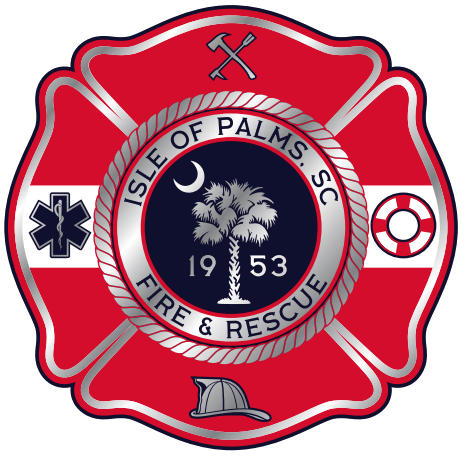 ISLE OF PALMS, SC
19 53
FIRE & RESCUE